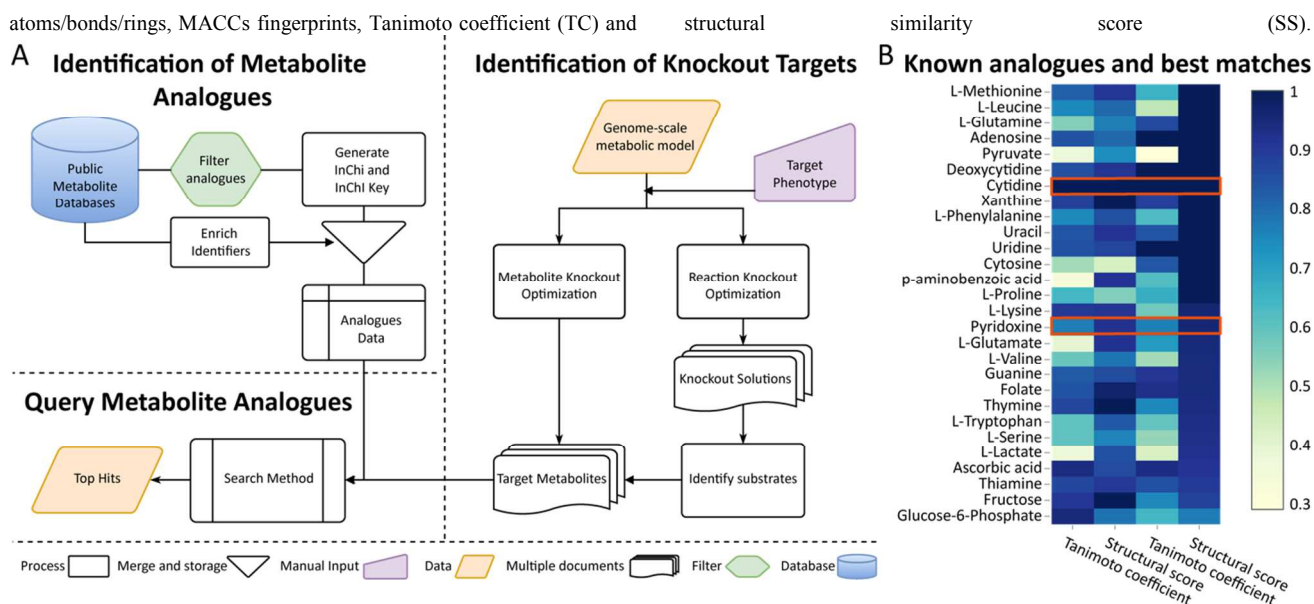 atoms/bonds/rings, MACCs fingerprints, Tanimoto coefficient (TC) and structural similarity score (SS).
A
Identification of Metabolite
Analogues
Public
Metabolite
Databases
Filter
analogues
Generate
InChi and
InChI Key
Enrich
Identifiers
Analogues
Data
Query Metabolite Analogues
Top Hits
Search Method
Identification of Knockout Targets
Genome-scale
metabolic model
Target
Phenotype
Metabolite Knockout
Optimization
Reaction Knockout
Optimization
Knockout Solutions
Target Metabolites
Identify substrates
Process
Merge and storage
Manual Input
Data
Multiple documents
Filter
Database
B
Known analogues and best matches
L-Methionine
L-Leucine
L-Glutamine
Adenosine
Pyruvate
Deoxycytidine
Cytidine
Xanthine
L-Phenylalanine
Uracil
Uridine
Cytosine
p-aminobenzoic acid
L-Proline
L-Lysine
Pyridoxine
L-Glutamate
L-Valine
Guanine
Folate
Thymine
L-Tryptophan
L-Serine
L-Lactate
Ascorbic acid
Thiamine
Fructose
Glucose-6-Phosphate
Tanimoto coefficient
Structural score
Tanimoto coefficient
Structural score
1
0.9
0.8
0.7
0.6
0.5
0.4
0.3